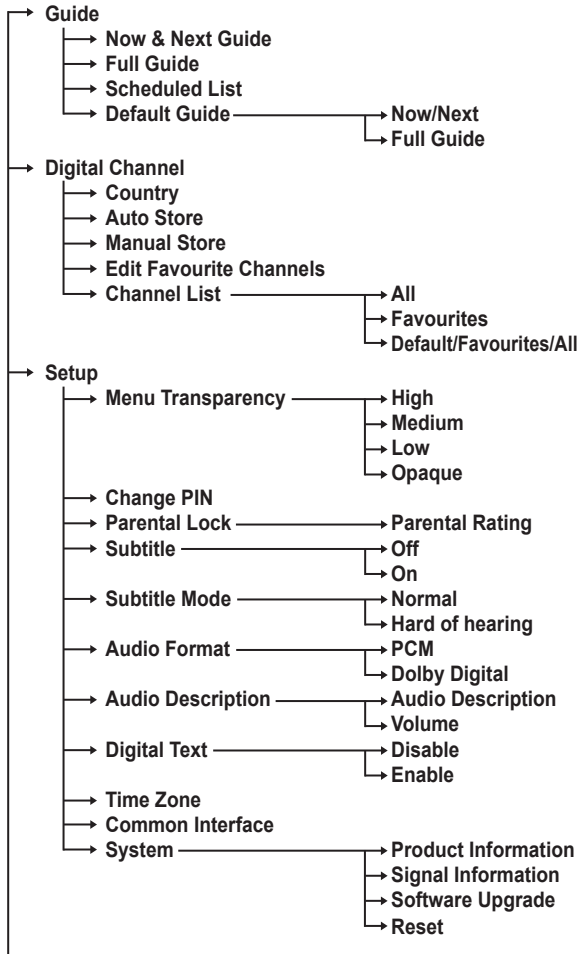 Guide
Now & Next Guide
Full Guide
Scheduled List
Default Guide
Now/Next
Full Guide
Digital Channel
Country
Auto Store
Manual Store
Edit Favourite Channels
Channel List
All
Favourites
Default/Favourites/All
Setup
Menu Transparency
High
Medium
Low
Opaque
Change PIN
Parental Lock
Parental Rating
Subtitle
Off
On
Subtitle Mode
Normal
Hard of hearing
Audio Format
PCM
Dolby Digital
Audio Description
Audio Description
Volume
Digital Text
Disable
Enable
Time Zone
Common Interface
System
Product Information
Signal Information
Software Upgrade
Reset